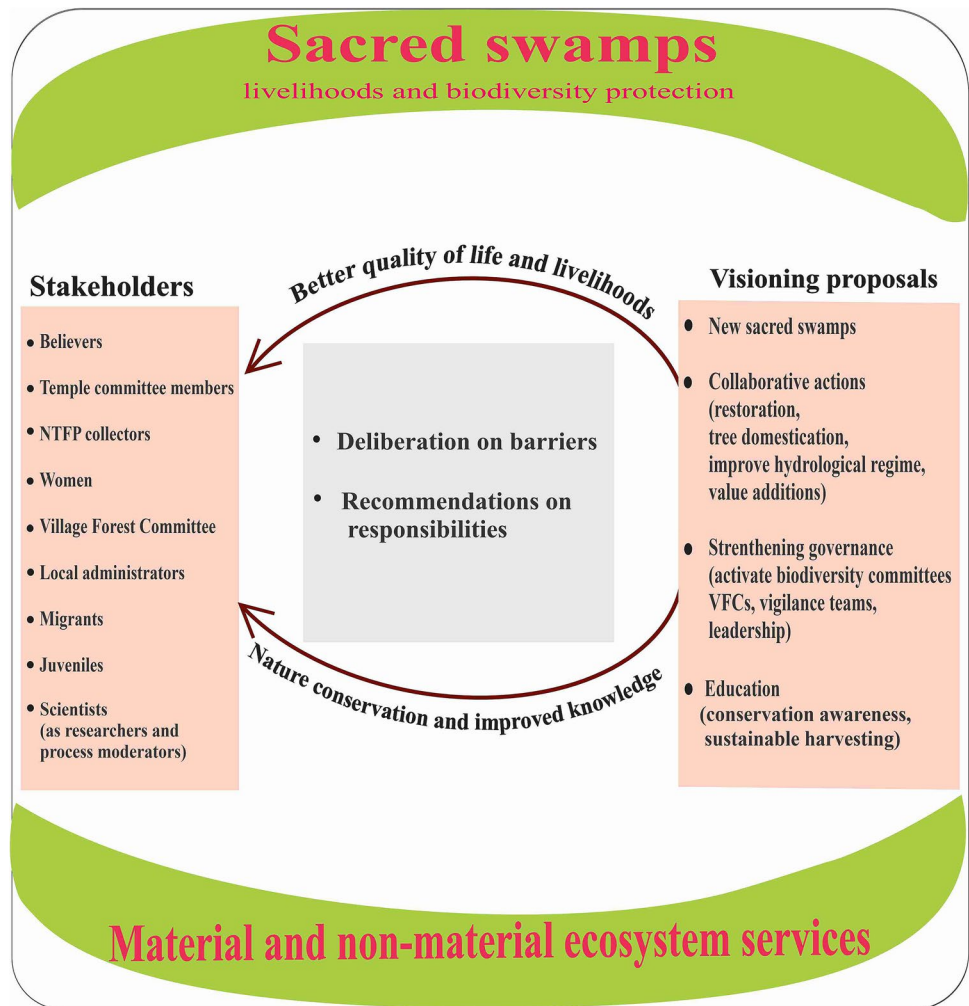 Sacred swamps
livelihoods and biodiversity protection
Better quality of life and livelihoods
Stakeholders
• Believers
• Temple committee members
• NTFP collectors
• Women
• Village Forest Committee
• Local administrators
• Migrants
• Juveniles
• Scientists
(as researchers and
process moderators)
• Deliberation on barriers
• Recommendations on
responsibilities
Visioning proposals
• New sacred swamps
• Collaborative actions
(restoration,
tree domestication,
improve hydrological regime,
value additions)
• Strenthening governance
(activate biodiversity committees
VFCs, vigilance teams,
leadership)
• Education
(conservation awareness,
sustainable harvesting)
Nature conservation and improved knowledge
Material and non-material ecosystem services